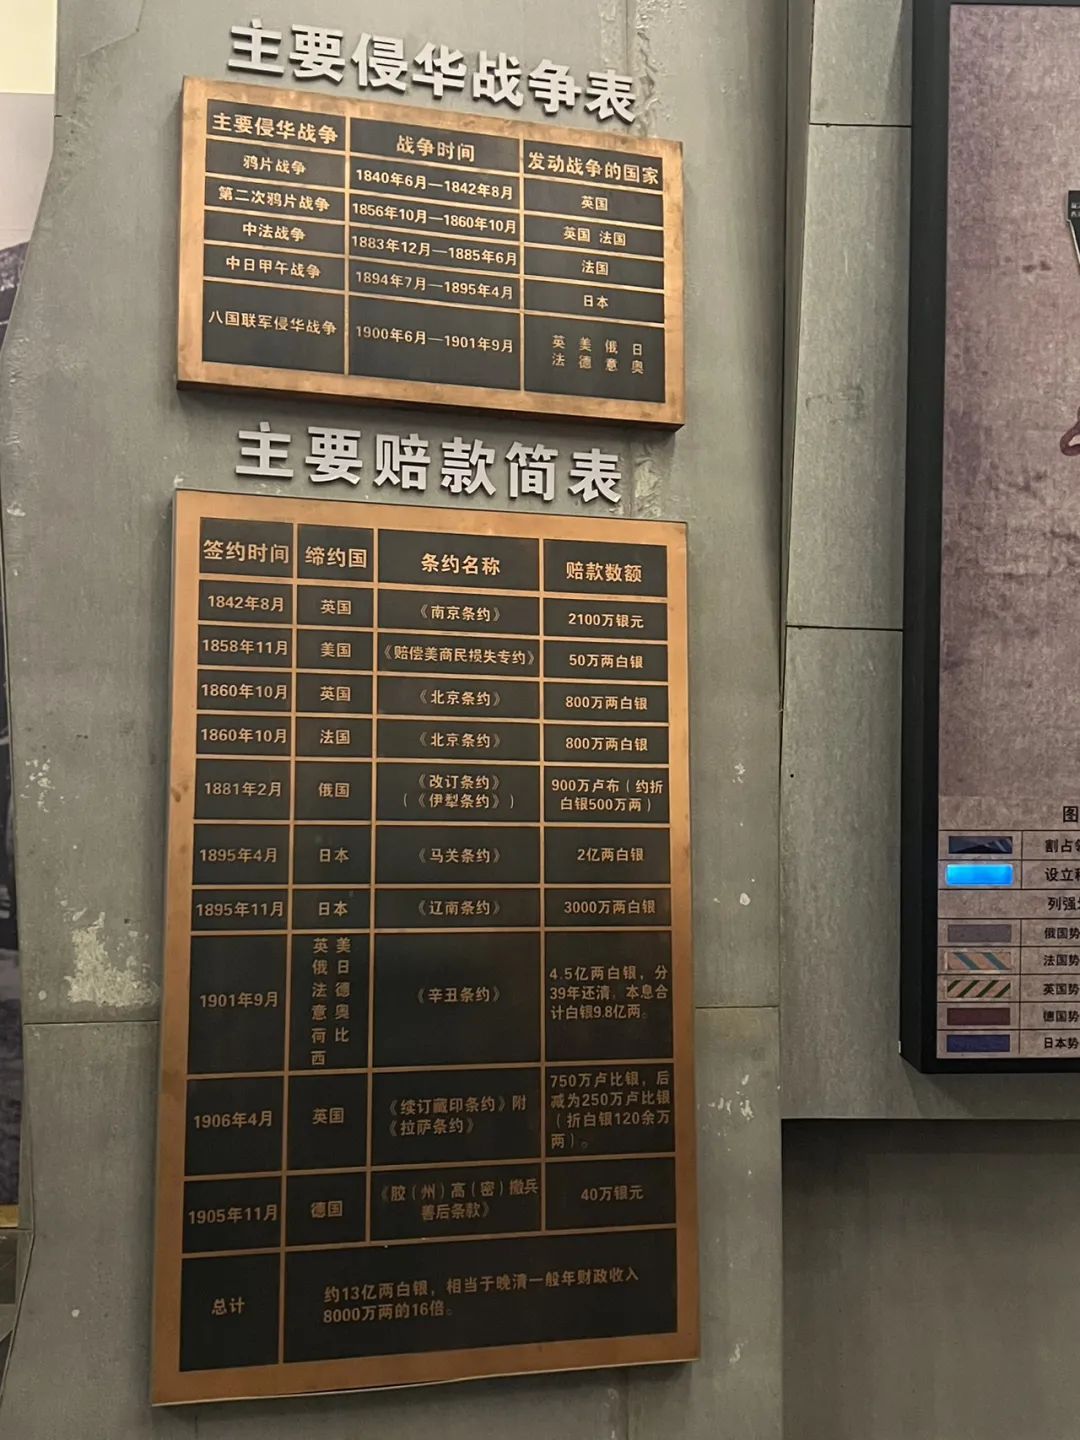 主要侵华战争表
主要侵华战争 战争时间 发动战争的国家
鸦片战争 1840年6月—1842年8月 英国
第二次鸦片战争 1856年10月—1860年10月 英国 法国
中法战争 1883年12月—1885年6月 法国
中日甲午战争 1894年7月—1895年4月 日本
八国联军侵华战争 1900年6月—1901年9月 英 美 俄 日
法 德 意 奥
主要赔款简表
签约时间 缔约国 条约名称 赔款数额
1842年8月 英国 《南京条约》 2100万银元
1858年11月 美国 《赔偿美商民损失专约》 50万两白银
1860年10月 英国 《北京条约》 800万两白银
1860年10月 法国 《北京条约》 800万两白银
1881年2月 俄国 《改订条约》
（《伊犁条约》） 900万卢布（约折
白银500万两）
1895年4月 日本 《马关条约》 2亿两白银
1895年11月 日本 《辽南条约》 3000万两白银
1901年9月 英 美
俄 日
法 德
意 奥
荷 比
西
《辛丑条约》
4.5亿两白银，分
39年还清，本息合
计白银9.8亿两。
1906年4月 英国 《续订藏印条约》附
《拉萨条约》
750万卢比银，后
减为250万卢比银
（折白银120余万
两）。
1905年11月 德国 《胶（州）高（密）撤兵
善后条款》 40万银元
总计 约13亿两白银，相当于晚清一般年财政收入
8000万两的16倍。
图
割占
设立
列强
俄国势
法国势
英国势
德国势
日本势